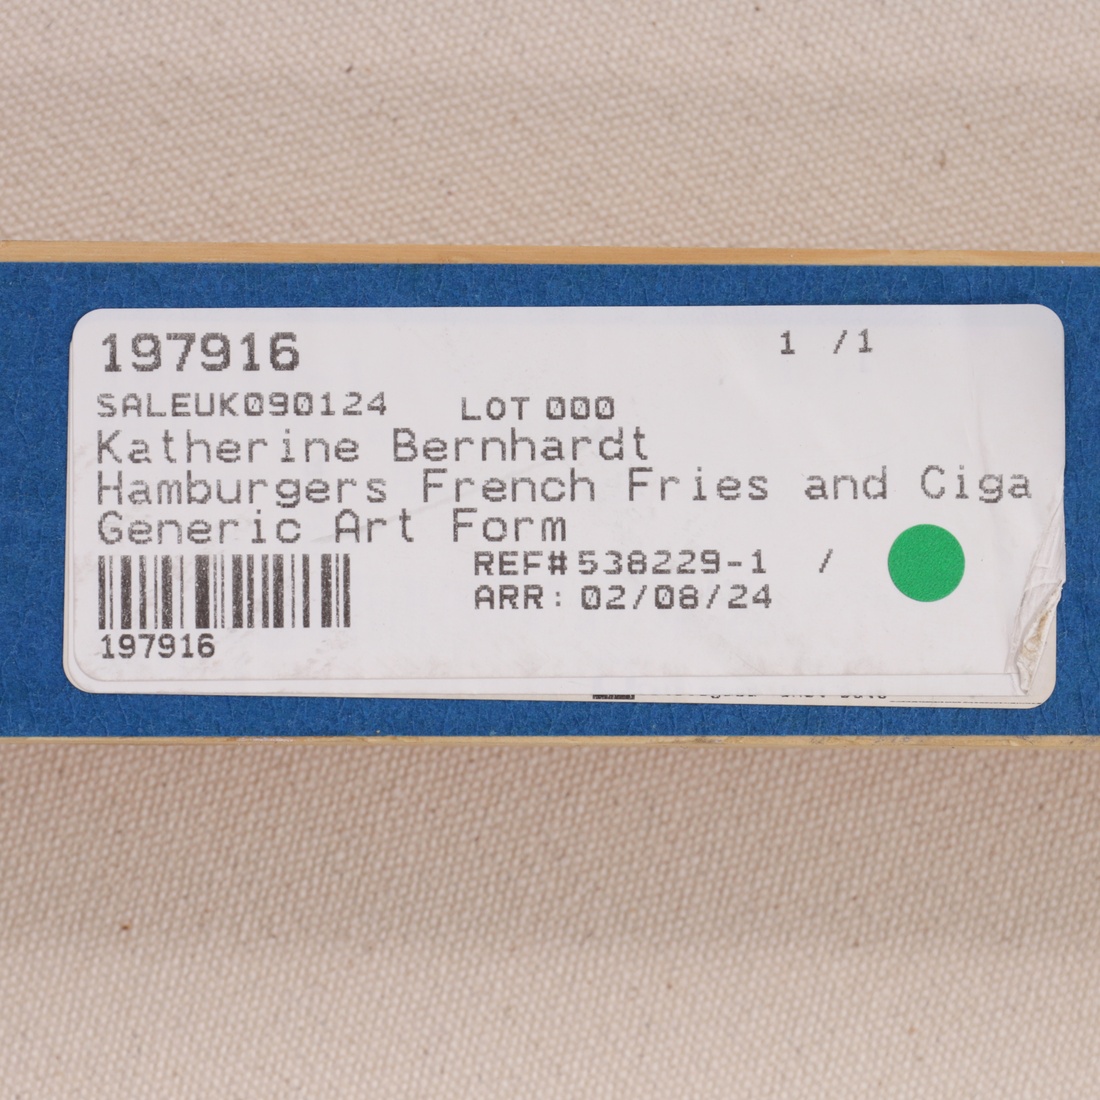 197916 1 /1
SALEUK090124 LOT 000
Katherine Bernhardt
Hamburgers French Fries and Ciga
Generic Art Form
REF#538229-1 /
ARR: 02/08/24
197916